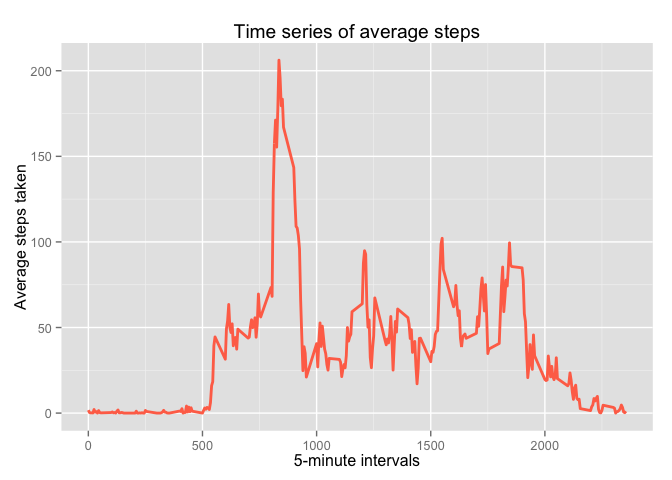 Time series of average steps
Average steps taken
200
150
100
50
0
0 500 1000 1500 2000
5-minute intervals